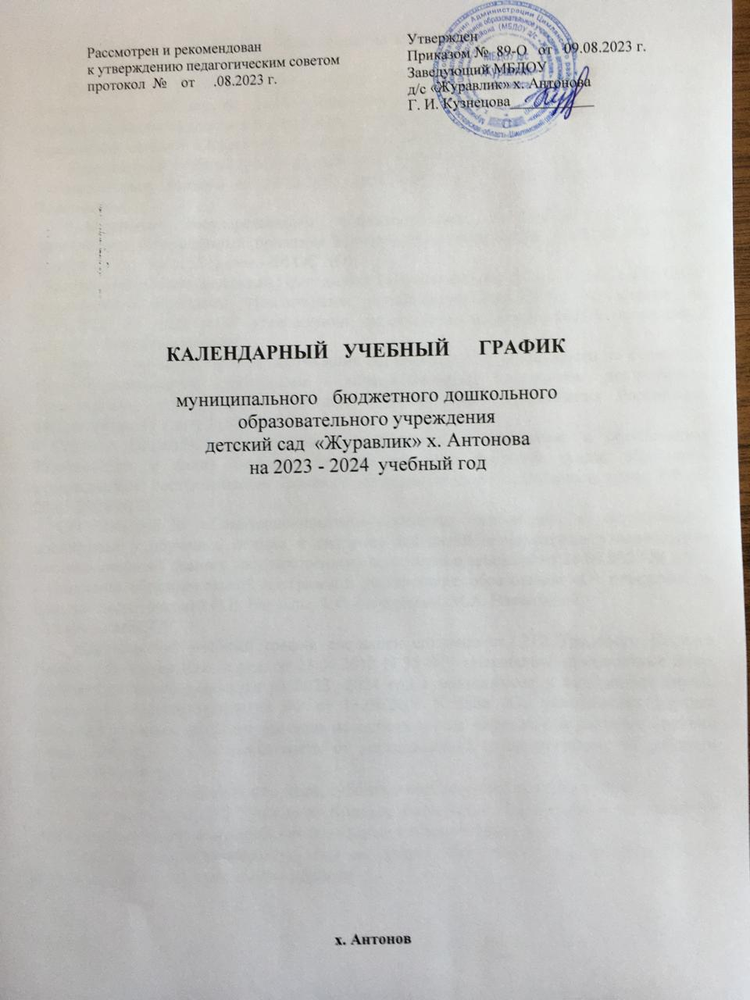 Рассмотрен и рекомендован
к утверждению педагогическим советом
протокол № от .08.2023 г.
Утвержден
Приказом № 89-О от 09.08.2023 г.
Заведующий МБДОУ
д/с «Журавлик» х. Антонова
Г. И. Кузнецова
КАЛЕНДАРНЫЙ УЧЕБНЫЙ ГРАФИК
муниципального бюджетного дошкольного
образовательного учреждения
детский сад «Журавлик» х. Антонова
на 2023 - 2024 учебный год
х. Антонов